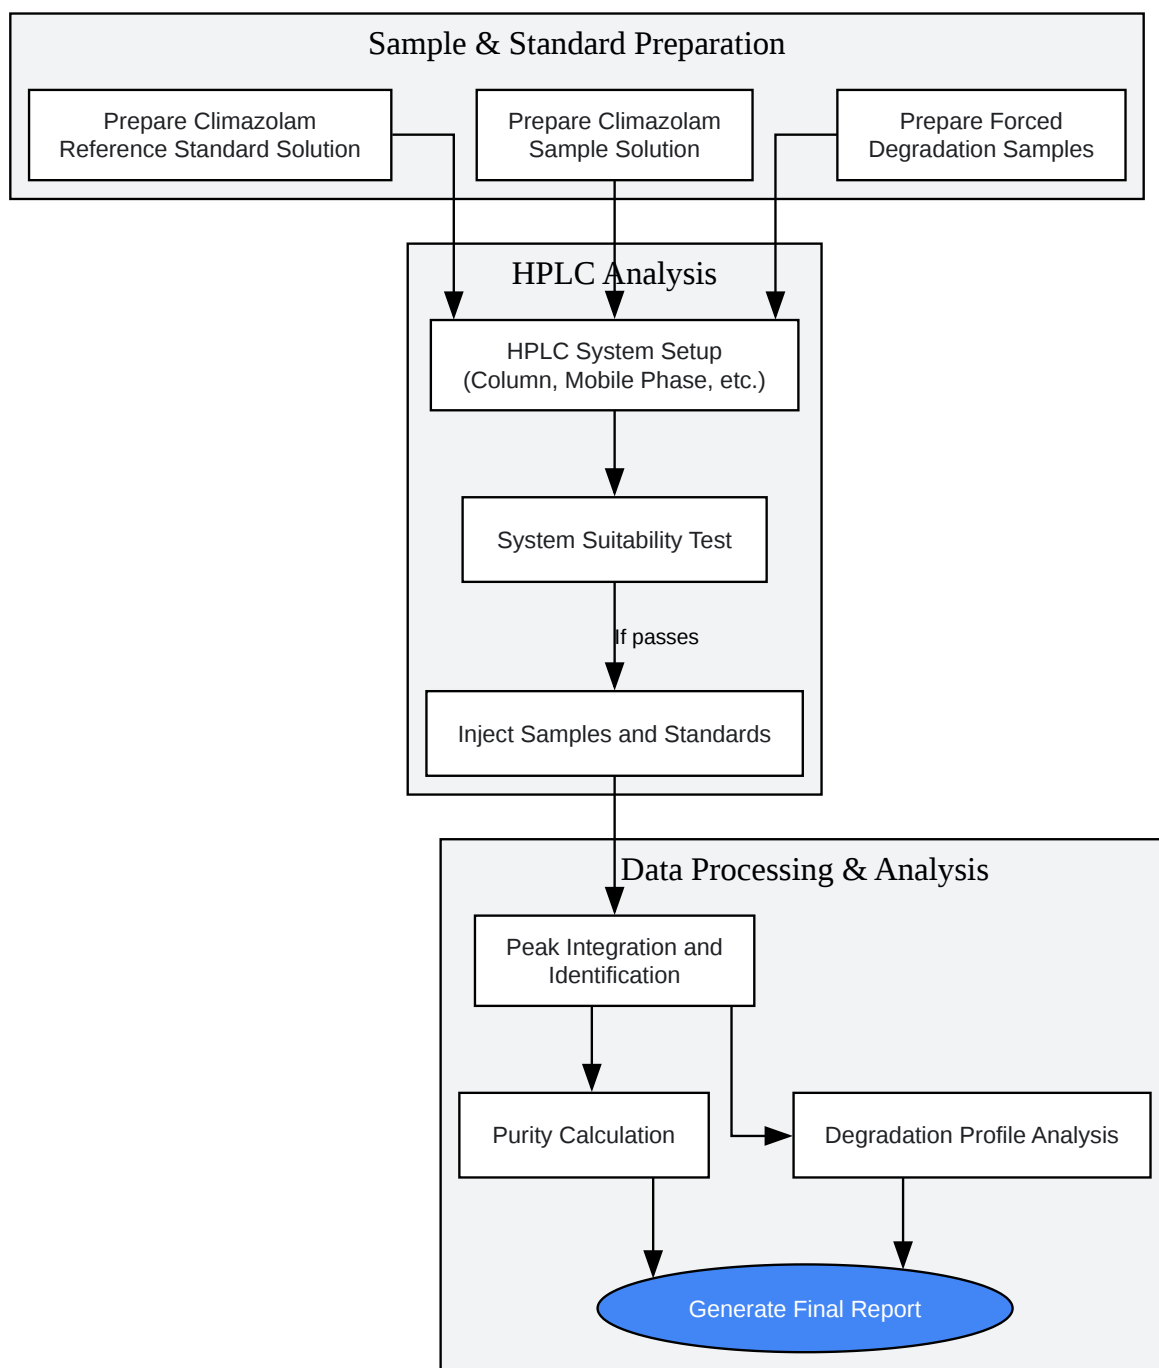 Sample & Standard Preparation
Prepare Climazolam
Reference Standard Solution
Prepare Climazolam
Sample Solution
Prepare Forced
Degradation Samples
HPLC Analysis
HPLC System Setup
(Column, Mobile Phase, etc.)
System Suitability Test
If passes
Inject Samples and Standards
Data Processing & Analysis
Peak Integration and
Identification
Purity Calculation
Degradation Profile Analysis
Generate Final Report